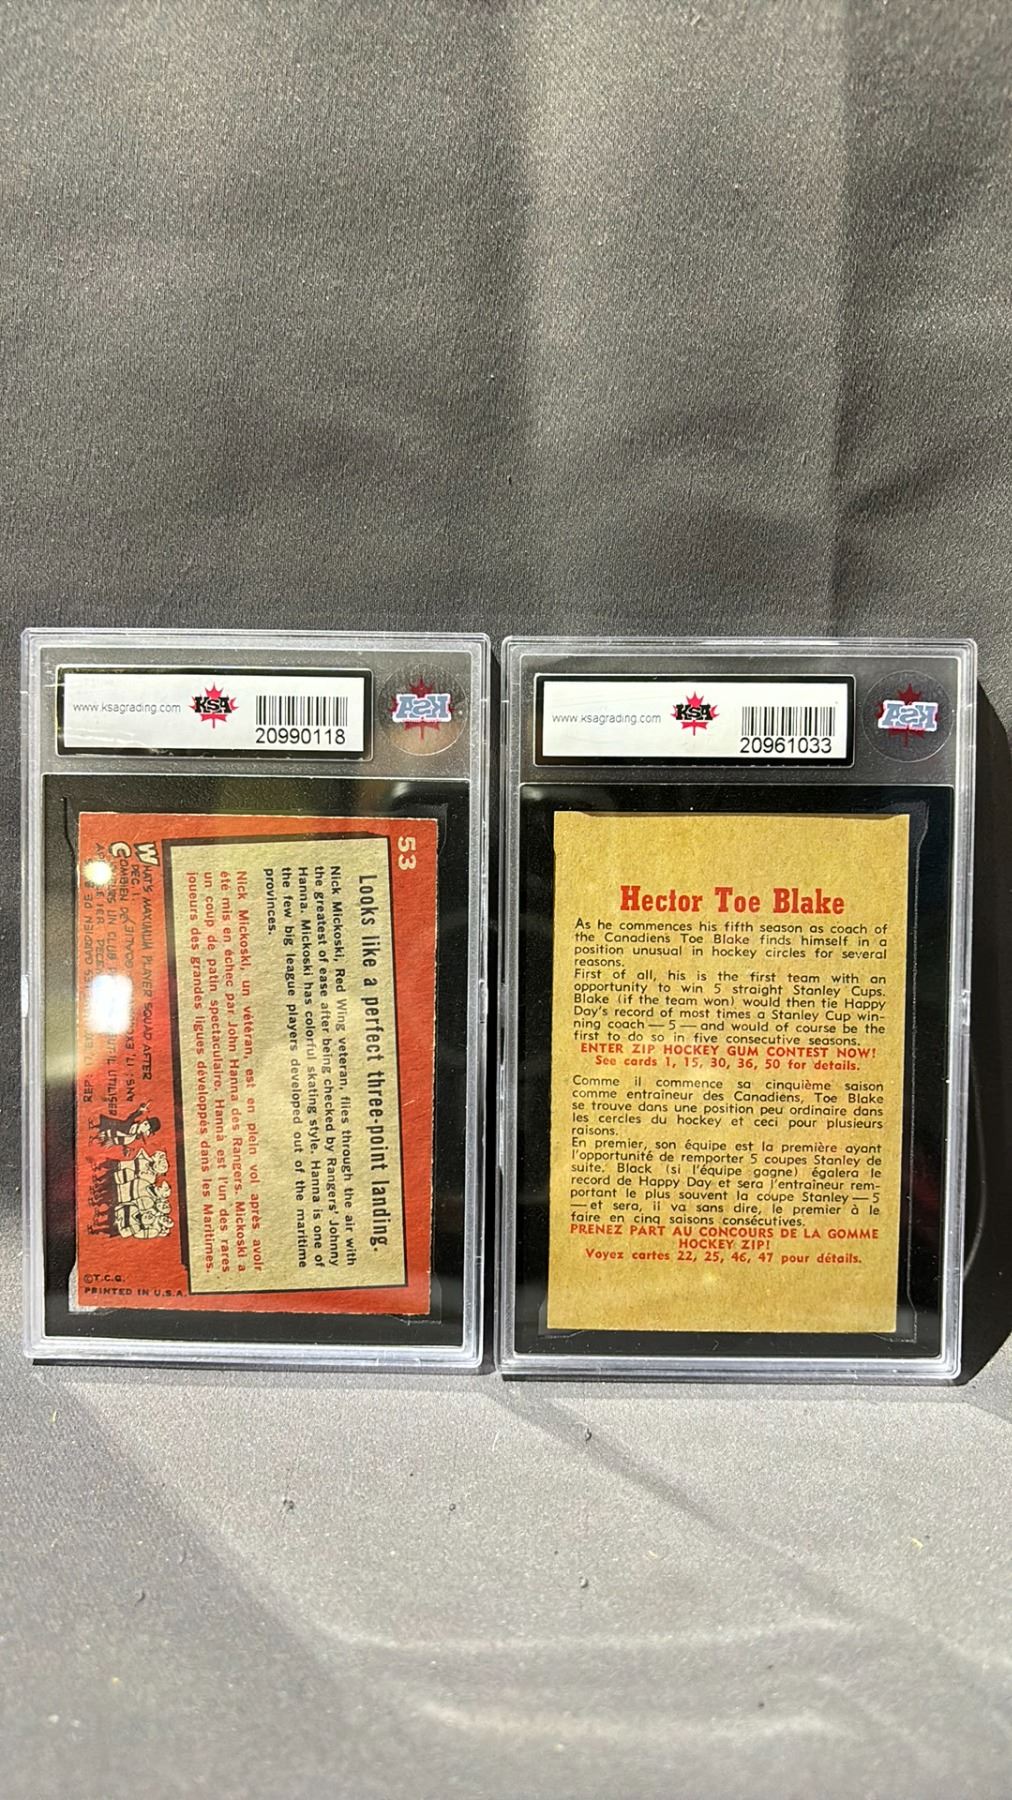 www.ksagrading.com
KSA
20990118
KSA
53
Looks like a perfect three-point landing.
Nick Mickoski, Red Wing veteran, flies through the air with
the greatest of ease after being checked by Rangers' Johnny
Hanna. Mickoski has colorful skating style. Hanna is one of
the few big league players developed out of the maritime
provinces.
Nick Mickoski, un vétéran, est en plein vol après avoir
été mis en échec par John Hanna des Rangers. Mickoski a
un coup de patin spectaculaire. Hanna est l'un des rares
joueurs des grandes ligues développés dans les Maritimes.
WHAT'S MAXIMUM PLAYER SQUAD AFTER
DEC. 1
COMBIEN DE
UN CLUB UTILISER
©T.C.G.
PRINTED IN U.S.A.
www.ksagrading.com
KSA
20961033
KSA
Hector Toe Blake
As he commences his fifth season as coach of
the Canadiens Toe Blake finds himself in a
position unusual in hockey circles for several
reasons.
First of all, his is the first team with an
opportunity to win 5 straight Stanley Cups.
Blake (if the team won) would then tie Happy
Day's record of most times a Stanley Cup win-
ning coach — 5 — and would of course be the
first to do so in five consecutive seasons.
ENTER ZIP HOCKEY GUM CONTEST NOW!
See cards 1, 15, 30, 36, 50 for details.
Comme il commence sa cinquième saison
comme entraîneur des Canadiens, Toe Blake
se trouve dans une position peu ordinaire dans
les cercles du hockey et ceci pour plusieurs
raisons.
En premier, son équipe est la première ayant
l'opportunité de remporter 5 coupes Stanley de
suite. Black (si l'équipe gagne) égalera le
record de Happy Day et sera l'entraîneur rem-
portant le plus souvent la coupe Stanley — 5
— et sera, il va sans dire, le premier à le
faire en cinq saisons consécutives.
PRENEZ PART AU CONCOURS DE LA GOMME
HOCKEY ZIP!
Voyez cartes 22, 25, 46, 47 pour détails.